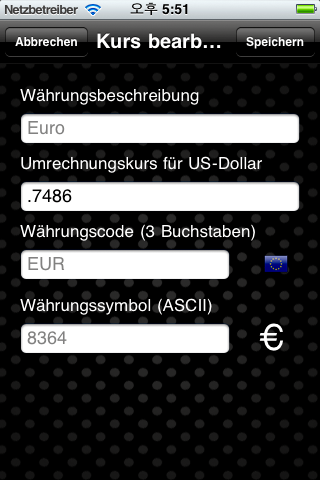 Netzbetreiber 오후 5:51
Abbrechen Kurs bearb... Speichern
Währungsbeschreibung
Euro
Umrechnungskurs für US-Dollar
.7486
Währungscode (3 Buchstaben)
EUR
Währungssymbol (ASCII)
8364 €